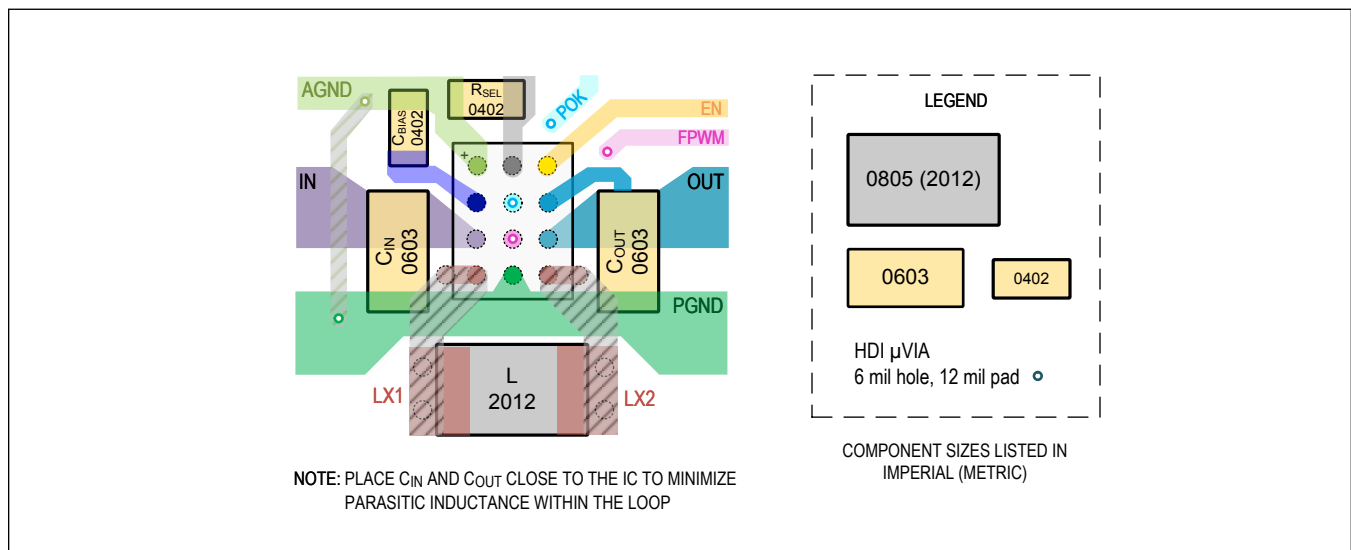 AGND
CBIAS
0402
RSEL
0402
POK
EN
FPWM
+
IN
OUT
CIN
0603
COUT
0603
PGND
LX1
L
2012
LX2
NOTE: PLACE CIN AND COUT CLOSE TO THE IC TO MINIMIZE
PARASITIC INDUCTANCE WITHIN THE LOOP
LEGEND
0805 (2012)
0603
0402
HDI µVIA
6 mil hole, 12 mil pad
COMPONENT SIZES LISTED IN
IMPERIAL (METRIC)